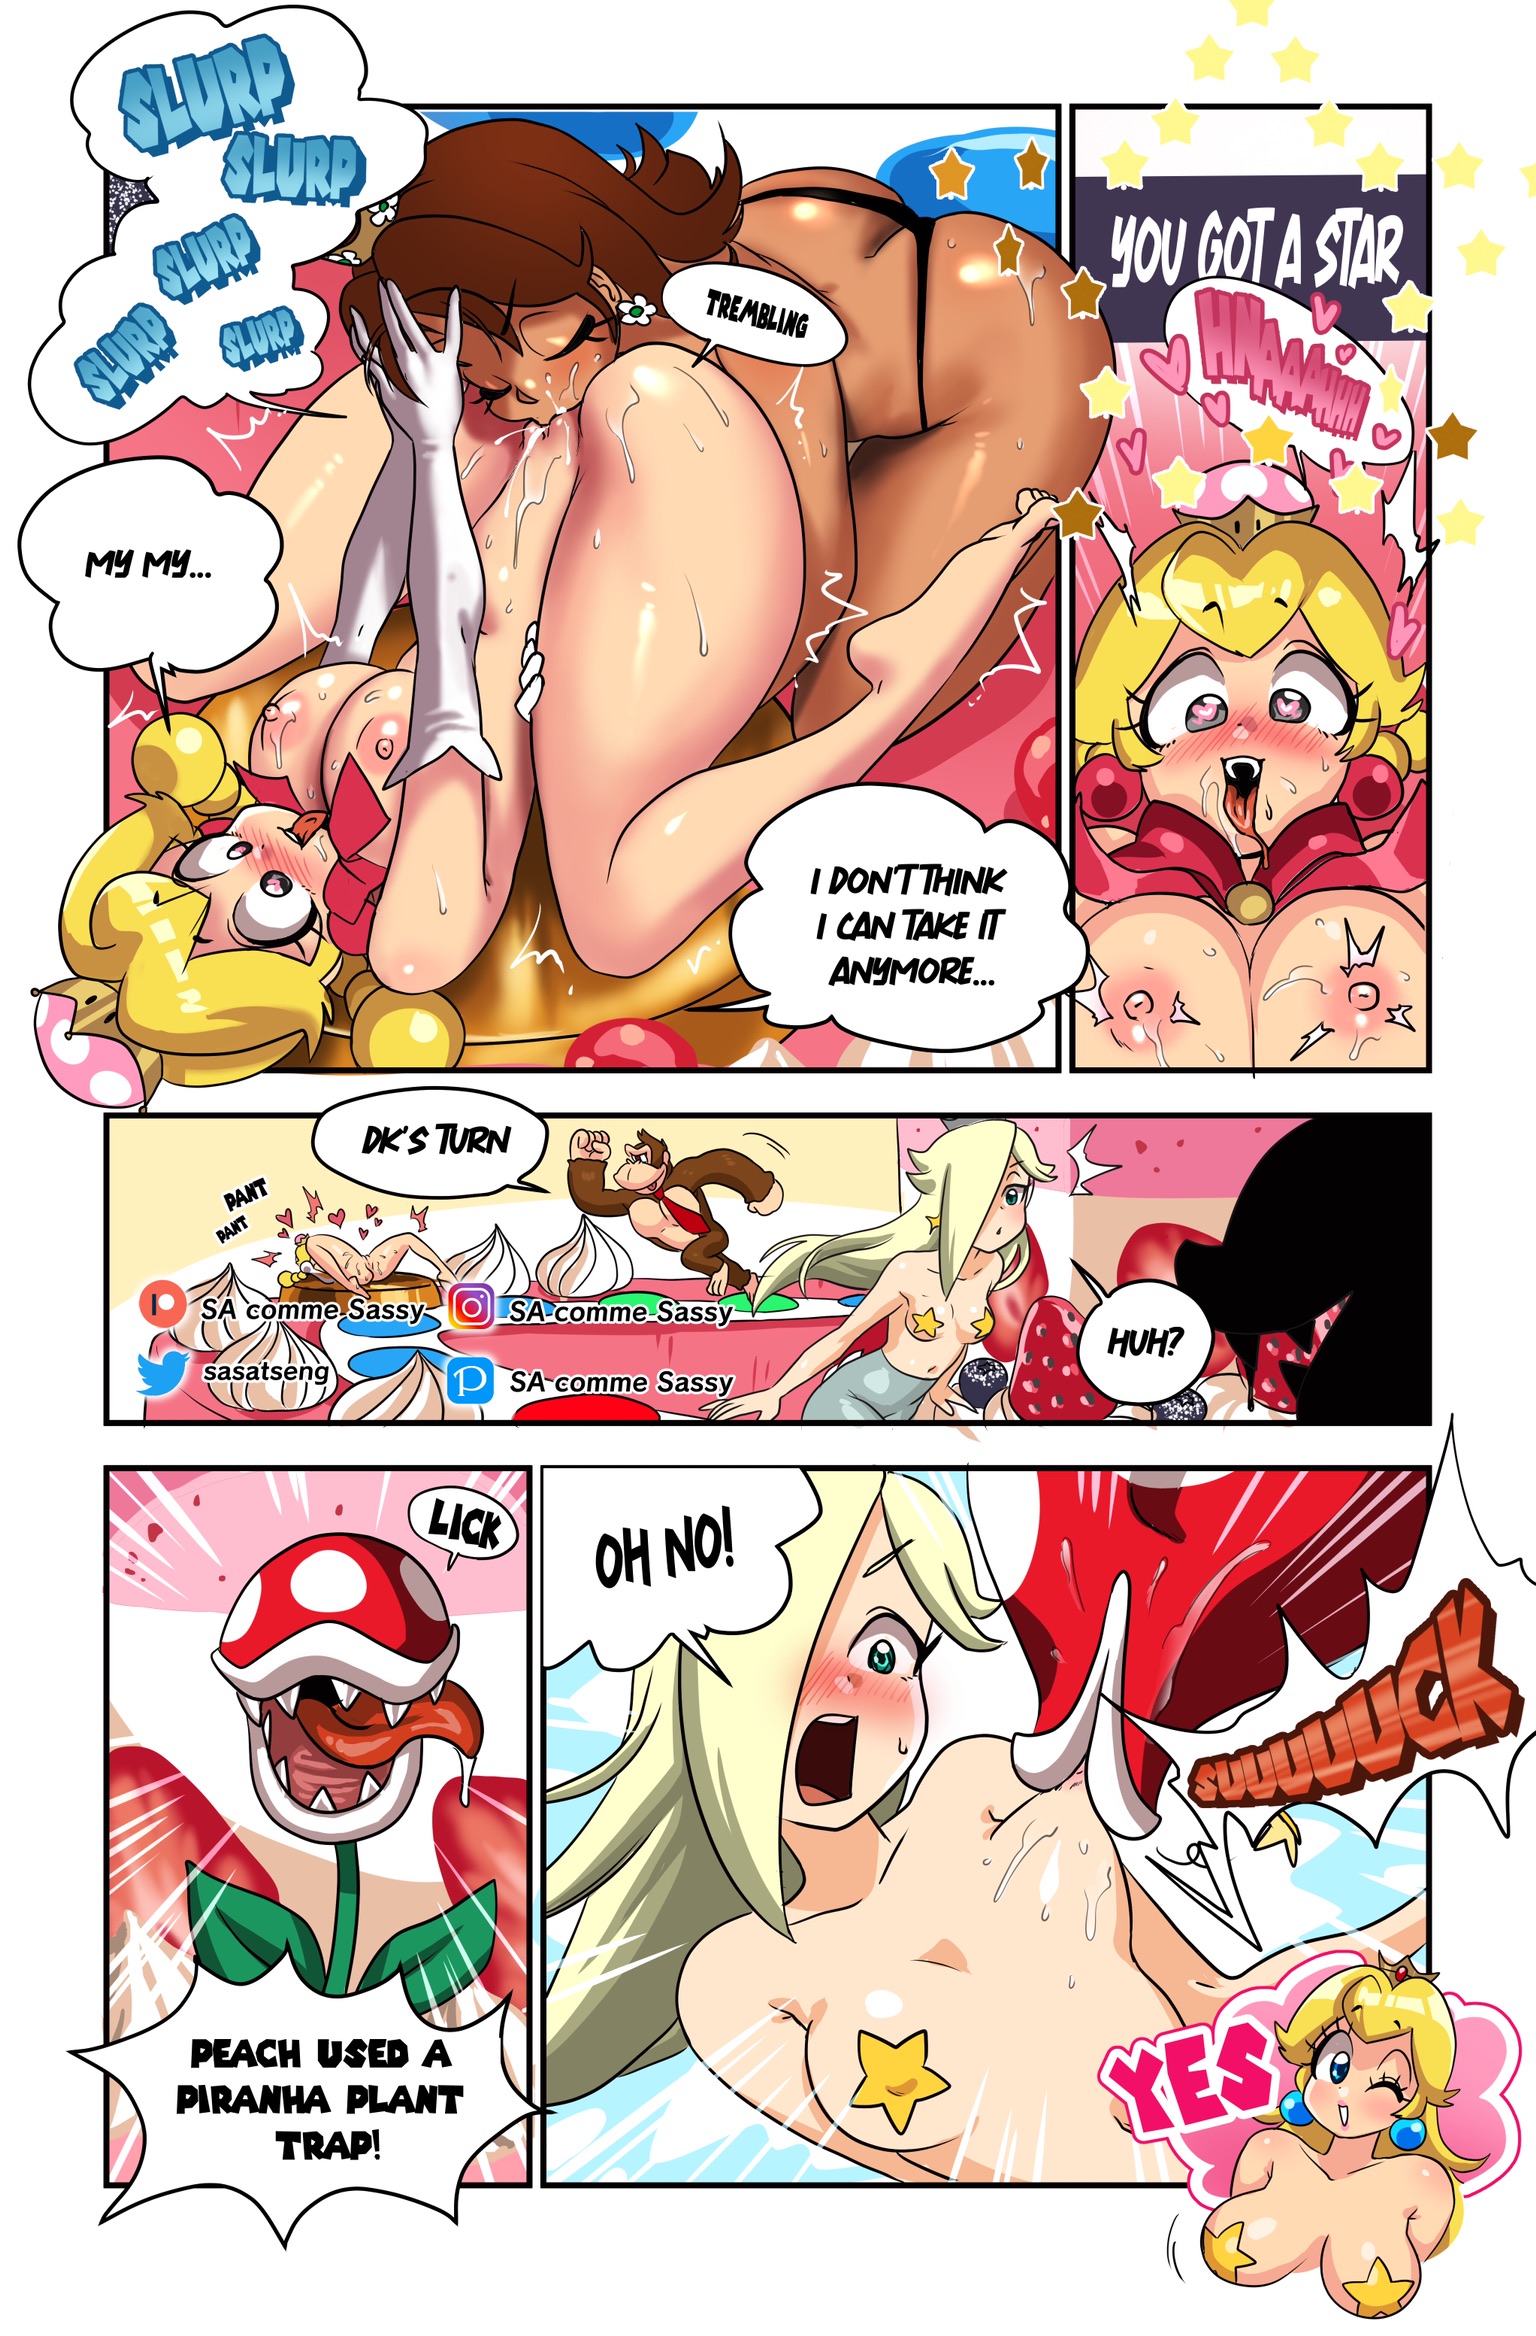 SLURP
SLURP
SLURP
SLURP
SLURP
TREMBLING
MY MY...
I DON'T THINK
I CAN TAKE IT
ANYMORE...
YOU GOT A STAR
HNAAAHHH
DK'S TURN
PANT
PANT
SA comme Sassy
SA comme Sassy
sasatseng
SA comme Sassy
HUH?
LICK
PEACH USED A
PIRANHA PLANT
TRAP!
OH NO!
SUUUUUCK
YES